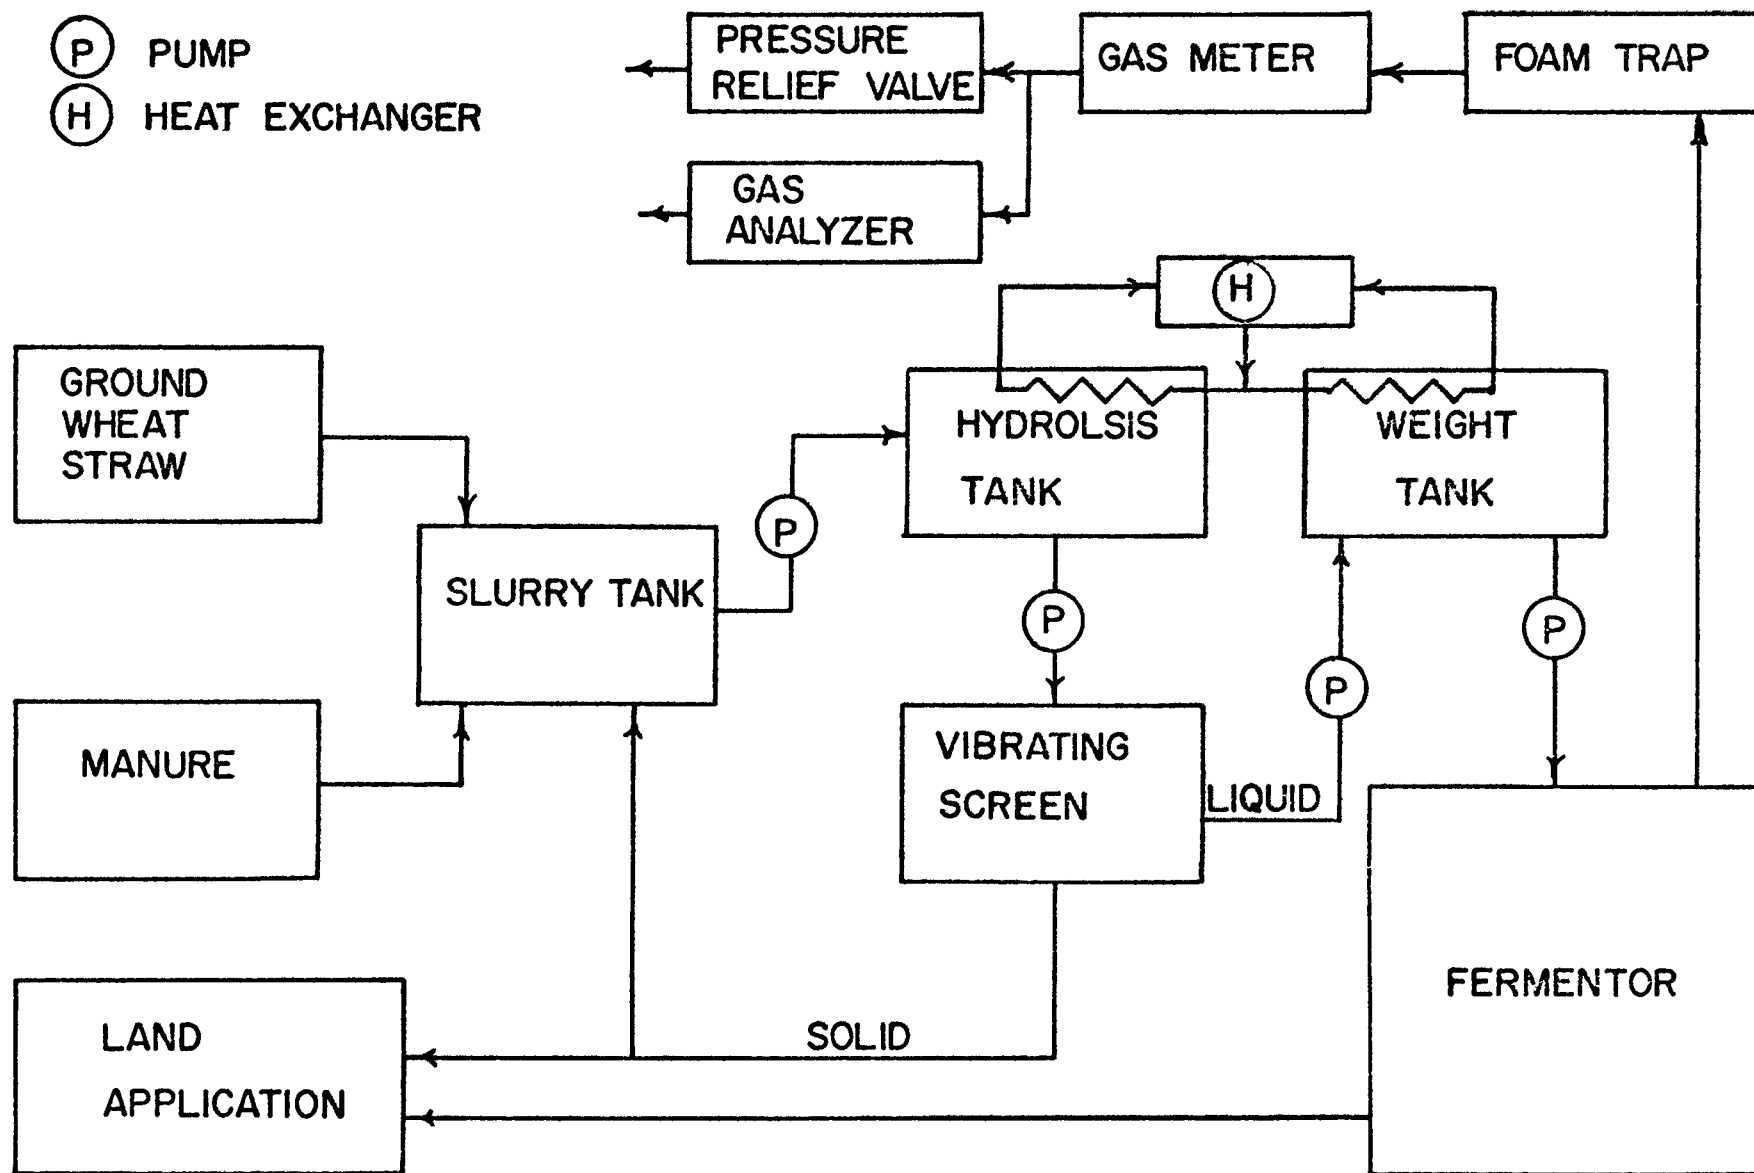 P PUMP
H HEAT EXCHANGER
PRESSURE
RELIEF VALVE
GAS METER
FOAM TRAP
GAS
ANALYZER
H
GROUND
WHEAT
STRAW
HYDROLSIS
TANK
WEIGHT
TANK
P
SLURRY TANK
P
P
P
MANURE
VIBRATING
SCREEN
LIQUID
FERMENTOR
SOLID
LAND
APPLICATION